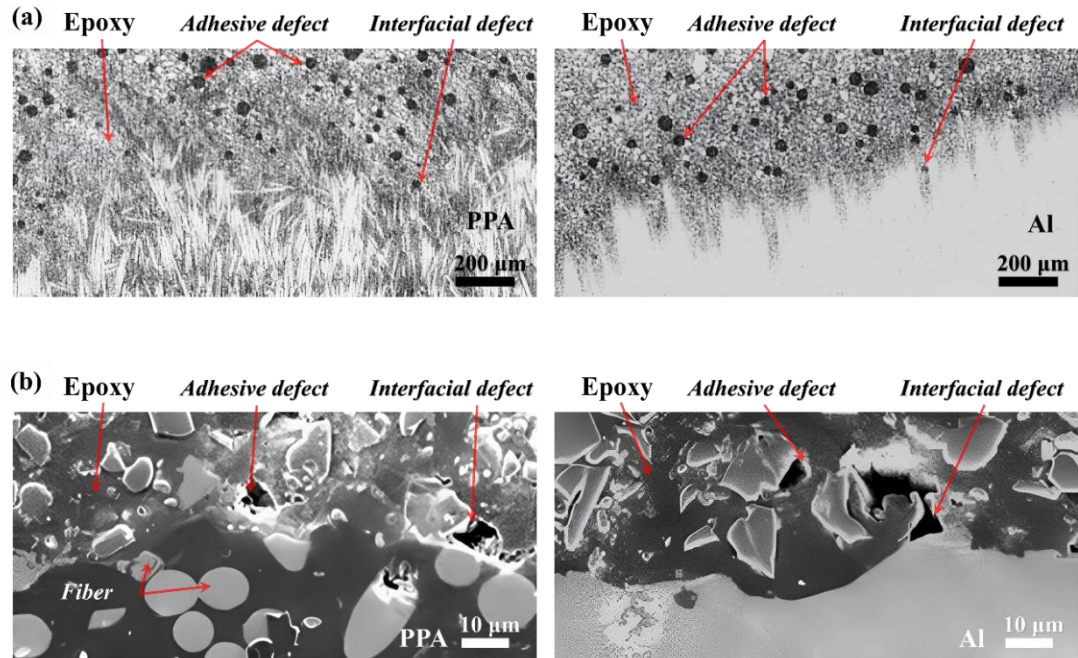 (a) Epoxy Adhesive defect Interfacial defect
PPA
200 μm
Adhesive defect Interfacial defect
Epoxy
Al
200 μm
(b) Epoxy Adhesive defect Interfacial defect
Fiber
PPA
10 μm
Epoxy Adhesive defect Interfacial defect
Al
10 μm